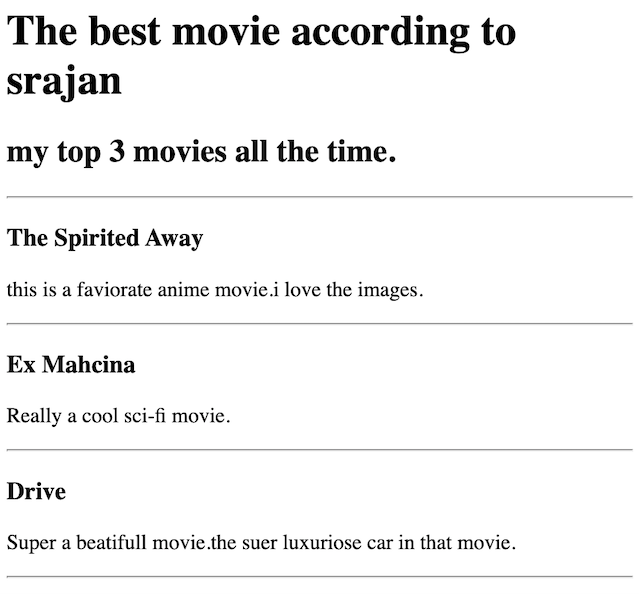 The best movie according to
srajan
my top 3 movies all the time.
The Spirited Away
this is a faviorate anime movie.i love the images.
Ex Mahcina
Really a cool sci-fi movie.
Drive
Super a beatifull movie.the suer luxuriose car in that movie.